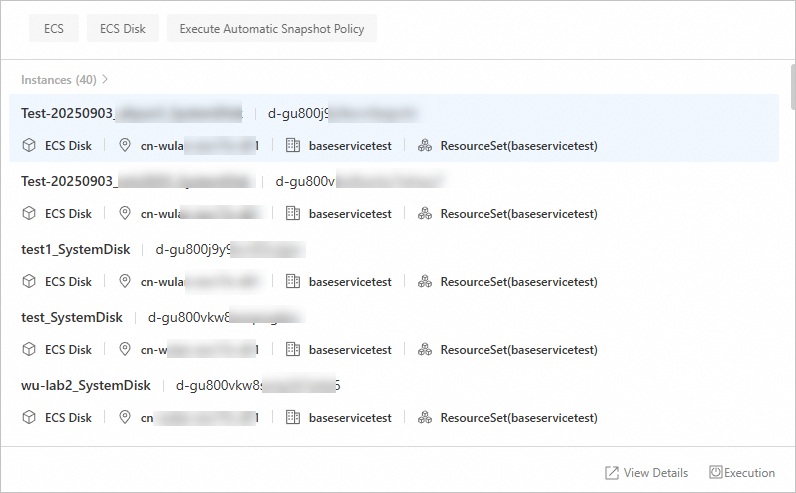 ECS ECS Disk Execute Automatic Snapshot Policy
Instances (40) >
Test-20250903_ d-gu800j9
ECS Disk cn-wula baseservicetest ResourceSet(baseservicetest)
Test-20250903_ d-gu800v
ECS Disk cn-wula baseservicetest ResourceSet(baseservicetest)
test1_SystemDisk d-gu800j9y9
ECS Disk cn-wula baseservicetest ResourceSet(baseservicetest)
test_SystemDisk d-gu800vkw8
ECS Disk cn-w baseservicetest ResourceSet(baseservicetest)
wu-lab2_SystemDisk d-gu800vkw8
ECS Disk cn baseservicetest ResourceSet(baseservicetest)
View Details Execution